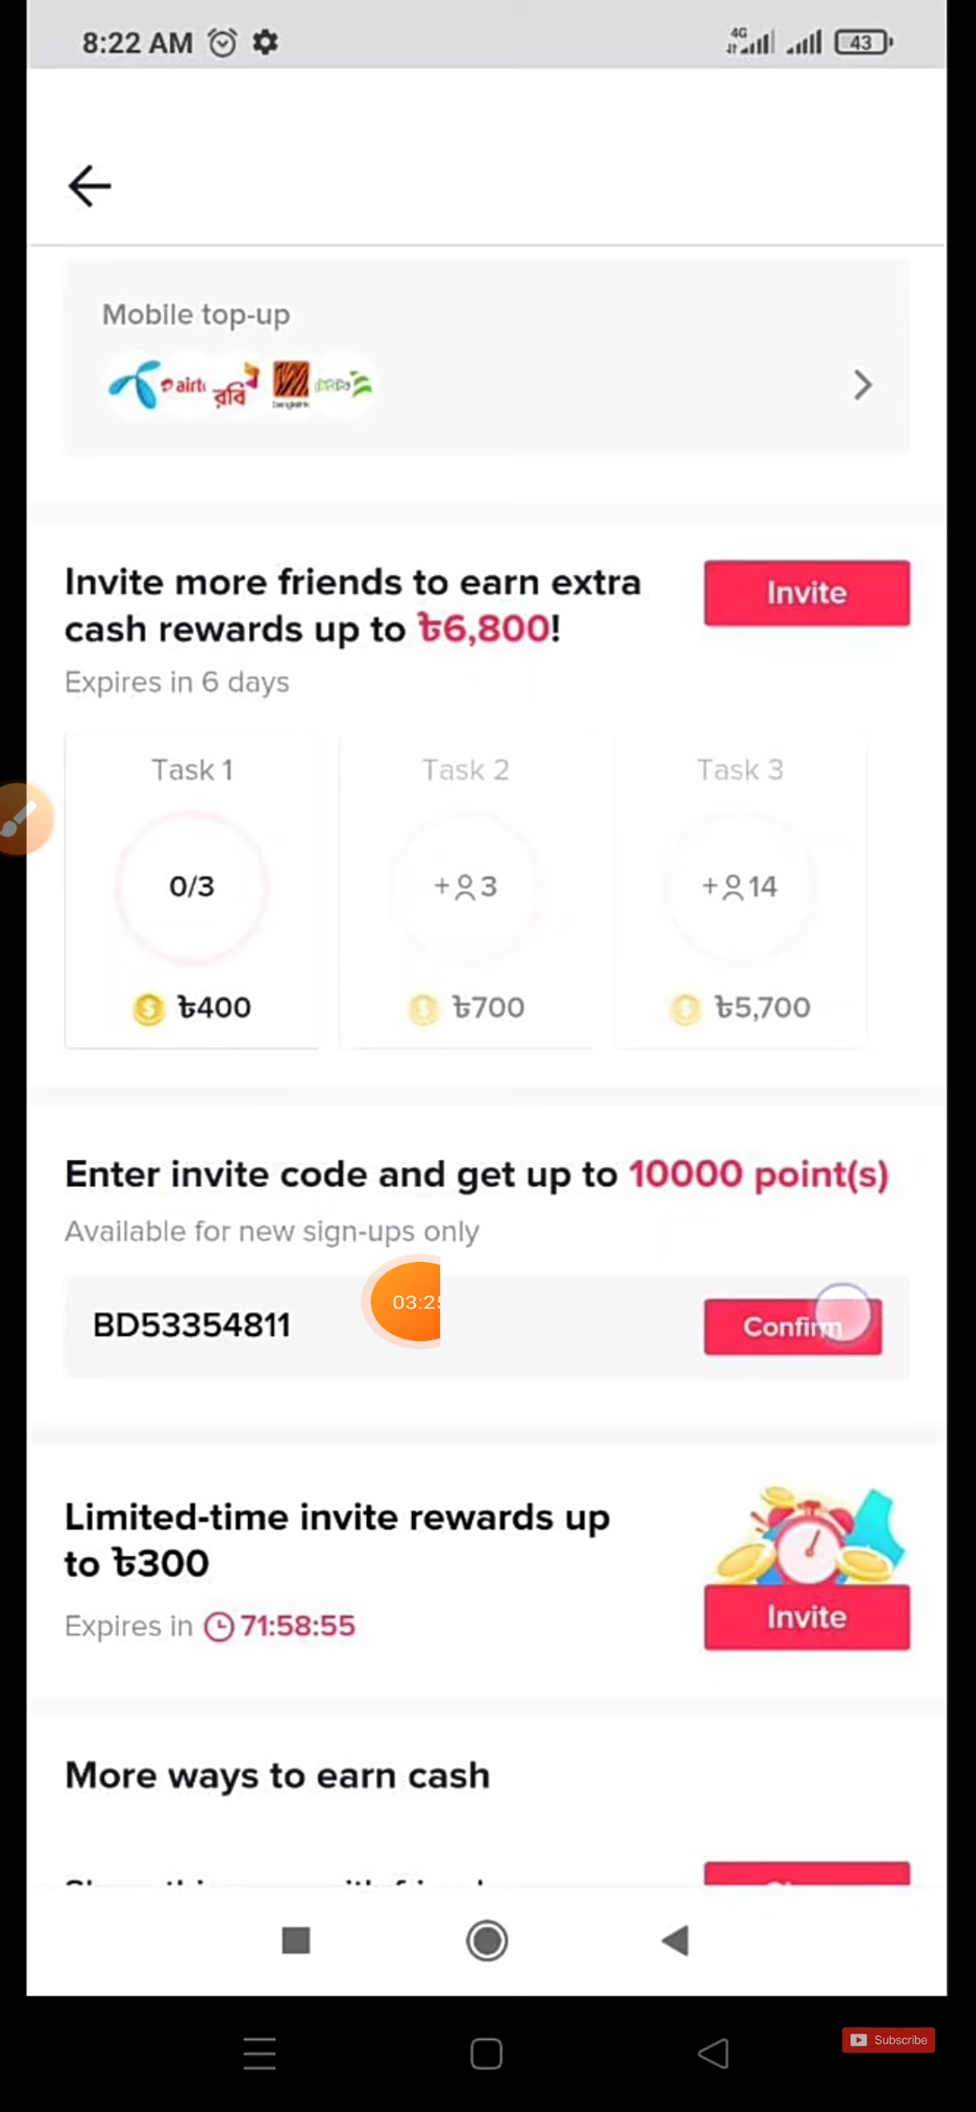 8:22 AM
4G
43
Mobile top-up
রবি
Invite more friends to earn extra
cash rewards up to ৳6,800!
Invite
Expires in 6 days
Task 1
Task 2
Task 3
0/3
+ 3
+ 14
৳400
৳700
৳5,700
Enter invite code and get up to 10000 point(s)
Available for new sign-ups only
BD53354811
03:2
Confirm
Limited-time invite rewards up
to ৳300
Expires in 71:58:55
Invite
More ways to earn cash
Subscribe